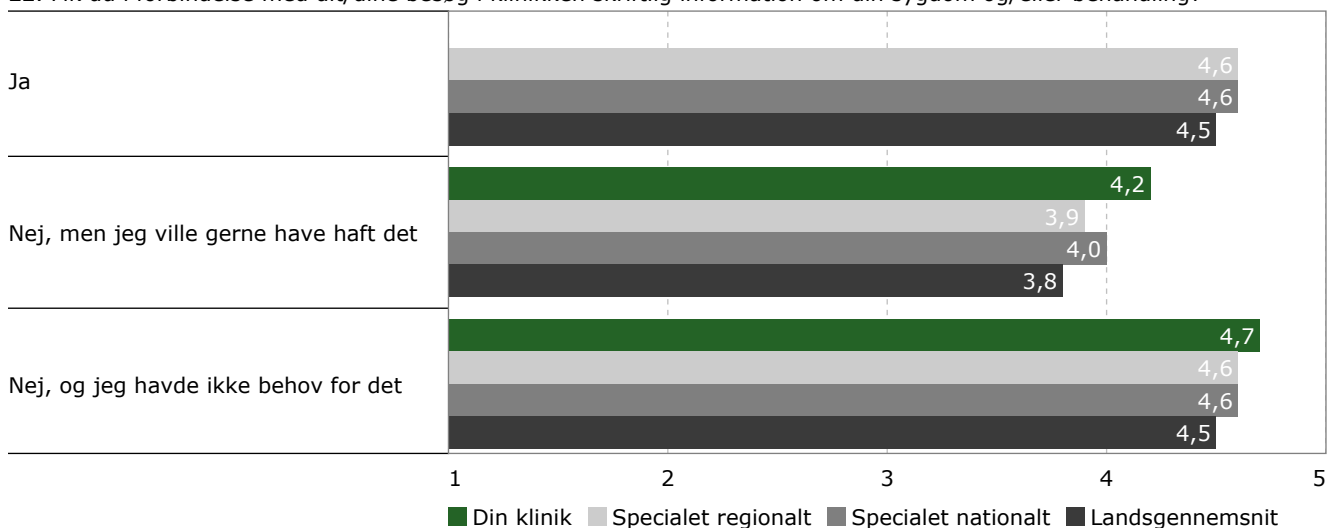 Ja
4,6
4,6
4,5
Nej, men jeg ville gerne have haft det
4,2
3,9
4,0
3,8
Nej, og jeg havde ikke behov for det
4,7
4,6
4,6
4,5
1 2 3 4 5
Din klinik Specialet regionalt Specialet nationalt Landsgennemsnit